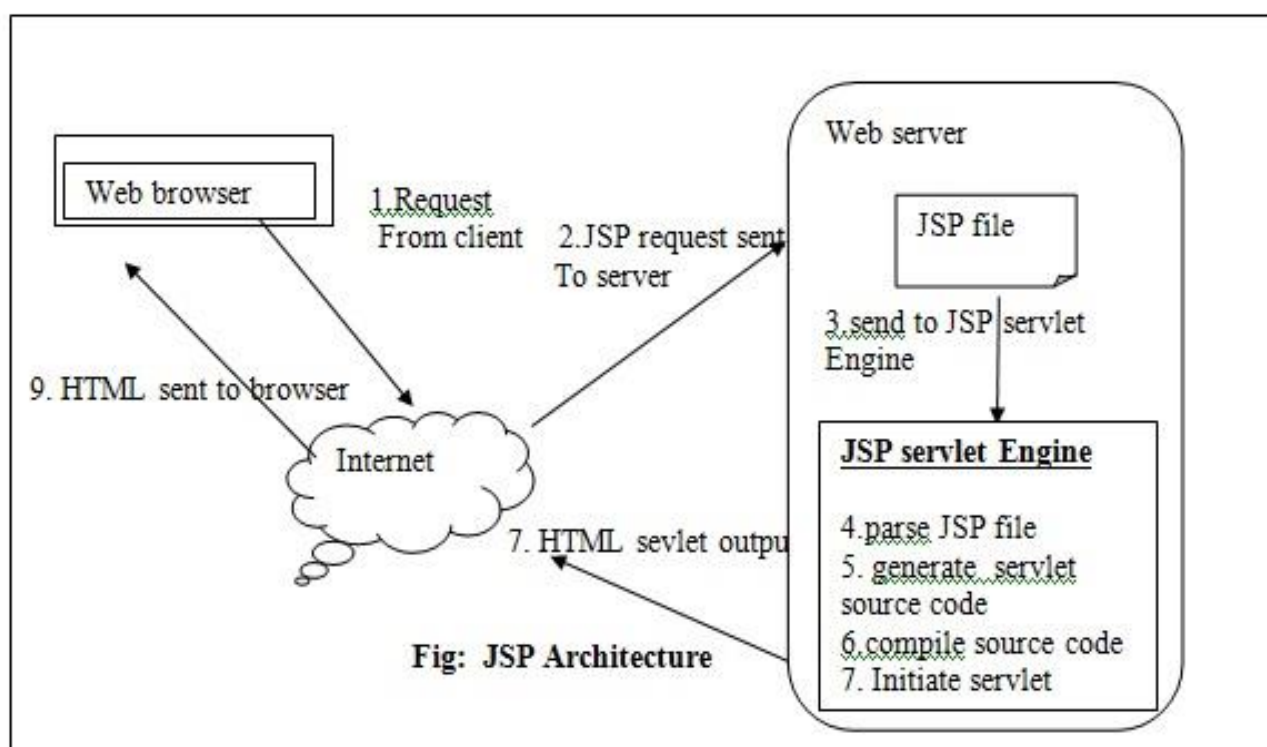 Web browser
1.Request
From client
2.JSP request sent
To server
Web server
JSP file
3.send to JSP servlet
Engine
9. HTML sent to browser
Internet
JSP servlet Engine
4.parse JSP file
5. generate servlet
source code
6.compile source code
7. Initiate servlet
7. HTML sevlet outpu
Fig: JSP Architecture